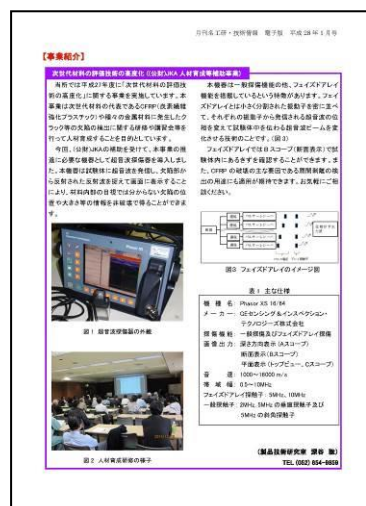 月刊名工研・技術情報 電子版 平成28年1月号
【事業紹介】
次世代材料の評価技術の高度化（(公財)JKA 人材育成等補助事業）
当所では平成27年度に「次世代材料の評価技
術の高度化」に関する事業を実施しています。本
事業は次世代材料の代表であるCFRP（炭素繊維
強化プラスチック）や種々の金属材料に発生したクラ
ック等の欠陥の検出に関する研修や講習会等を
行って人材育成することを目的としています。
今回、(公財)JKAの補助を受けて、本事業の推
進に必要な機器として超音波探傷器を導入しまし
た。本機器は試験体に超音波を発信し、欠陥部か
ら反射された反射波を捉えて画面に表示すること
により、材料内部の目視では分からない欠陥の位
置や大きさ等の情報を非破壊で得ることができま
す。
図1 超音波探傷器の外観
図2 人材育成研修の様子
本機器は一般探傷機能の他、フェイズドアレイ
機能を搭載しているという特徴があります。フェイ
ズドアレイとは小さく分割された振動子を密に並べ
て、それぞれの振動子から発信される超音波の位
相を変えて試験体中を伝わる超音波ビームを変
化させる技術のことです。（図3）
フェイズドアレイではBスコープ（断面表示）で試
験体内にあるきずを確認することができます。ま
た、CFRP の破壊の主な要因である層間剥離の検
出の用途にも適用が期待できます。お気軽にご相
談ください。
図3 フェイズドアレイのイメージ図
表1 主な仕様
機種名：Phasor XS 16/64
メーカー：GEセンシング&インスペクション・
テクノロジーズ株式会社
探傷機能：一般探傷及びフェイズドアレイ探傷
画像出力：深さ方向表示（Aスコープ）
断面表示（Bスコープ）
平面表示（トップビュー、Cスコープ）
音速：1000～16000 m/s
帯域幅：0.5～10MHz
フェイズドアレイ探触子：5MHz、10MHz
一般探触子：2MHz、5MHzの垂直探触子及び
5MHzの斜角探触子
（製品技術研究室 深谷 聡）
TEL (052) 654-9859